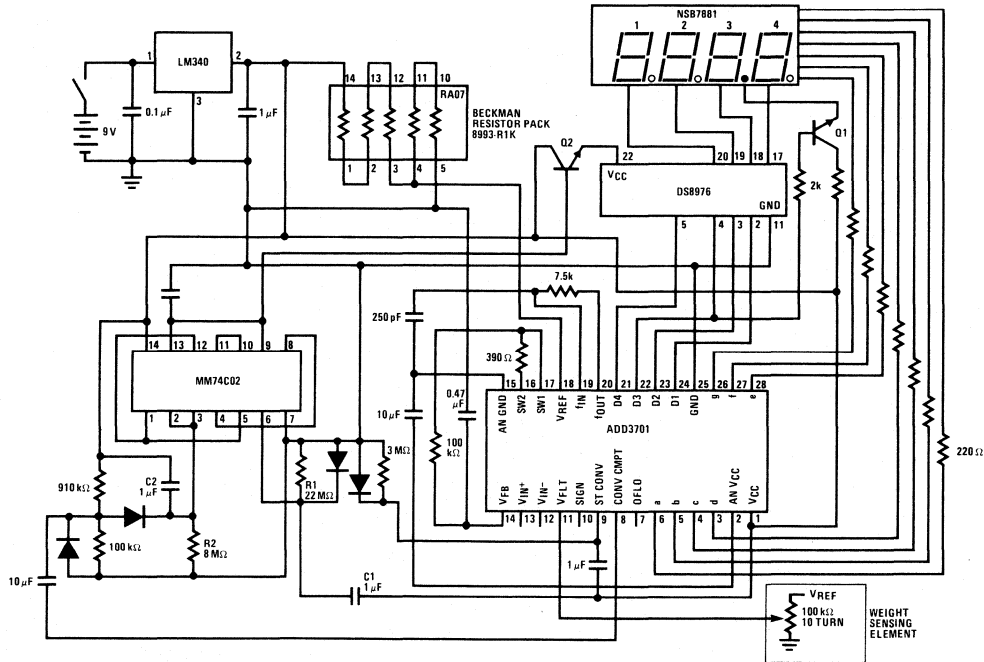 NSB7881
1 2 3 4
1 LM340 2
3
0.1 μF
1 μF
9V
14 13 12 11 10
RA07
1 2 3 4 5
BECKMAN
RESISTOR PACK
8993-R1K
Q2
Q1
22 20 19 18 17
VCC
DS8976
GND
5 4 3 2 11
2k
7.5k
250 pF
390 Ω
14 13 12 11 10 9 8
MM74C02
1 2 3 4 5 6 7
10 μF
0.47 μF
100 kΩ
15 16 17 18 19 20 21 22 23 24 25 26 27 28
AN GND SW2 SW1 VREF fIN fOUT D4 D3 D2 D1 GND g f e
ADD3701
VFB VIN+ VIN- VFLT SIGN ST CONV CONV CMPT OFLO a b c d AN VCC VCC
14 13 12 11 10 9 8 7 6 5 4 3 2 1
220 Ω
910 kΩ
C2
1 μF
R1
22 MΩ
3 MΩ
100 kΩ
R2
8 MΩ
10 μF
C1
1 μF
1 μF
VREF
100 kΩ
10 TURN
WEIGHT
SENSING
ELEMENT